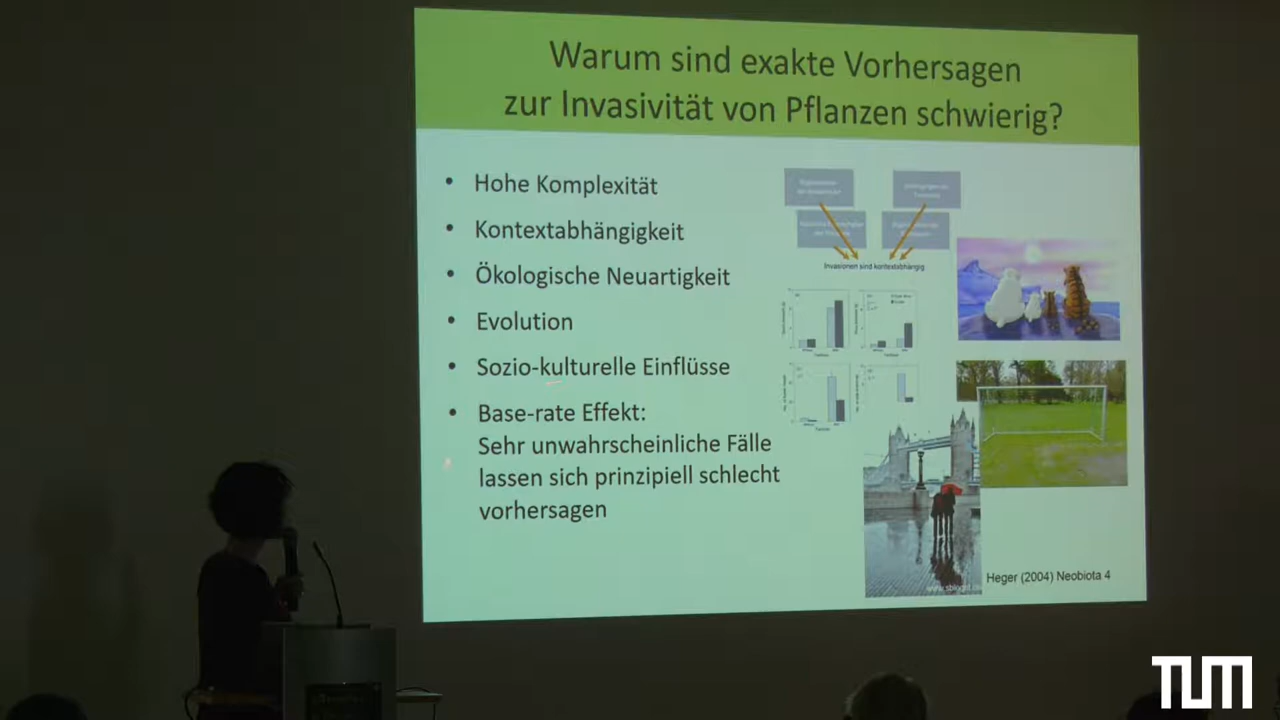 Warum sind exakte Vorhersagen
zur Invasivität von Pflanzen schwierig?
• Hohe Komplexität
• Kontextabhängigkeit
• Ökologische Neuartigkeit
• Evolution
• Sozio-kulturelle Einflüsse
• Base-rate Effekt:
Sehr unwahrscheinliche Fälle
lassen sich prinzipiell schlecht
vorhersagen
Invasionen sind kontextabhängig
Heger (2004) Neobiota 4
TUM